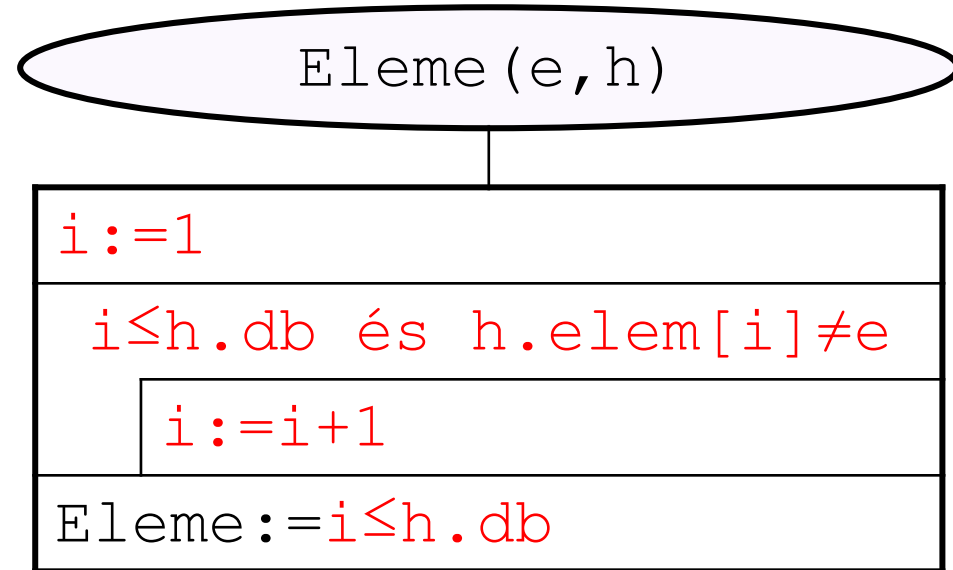 Eleme(e,h)
i:=1
i≤h.db és h.elem[i]≠e
i:=i+1
Eleme:=i≤h.db